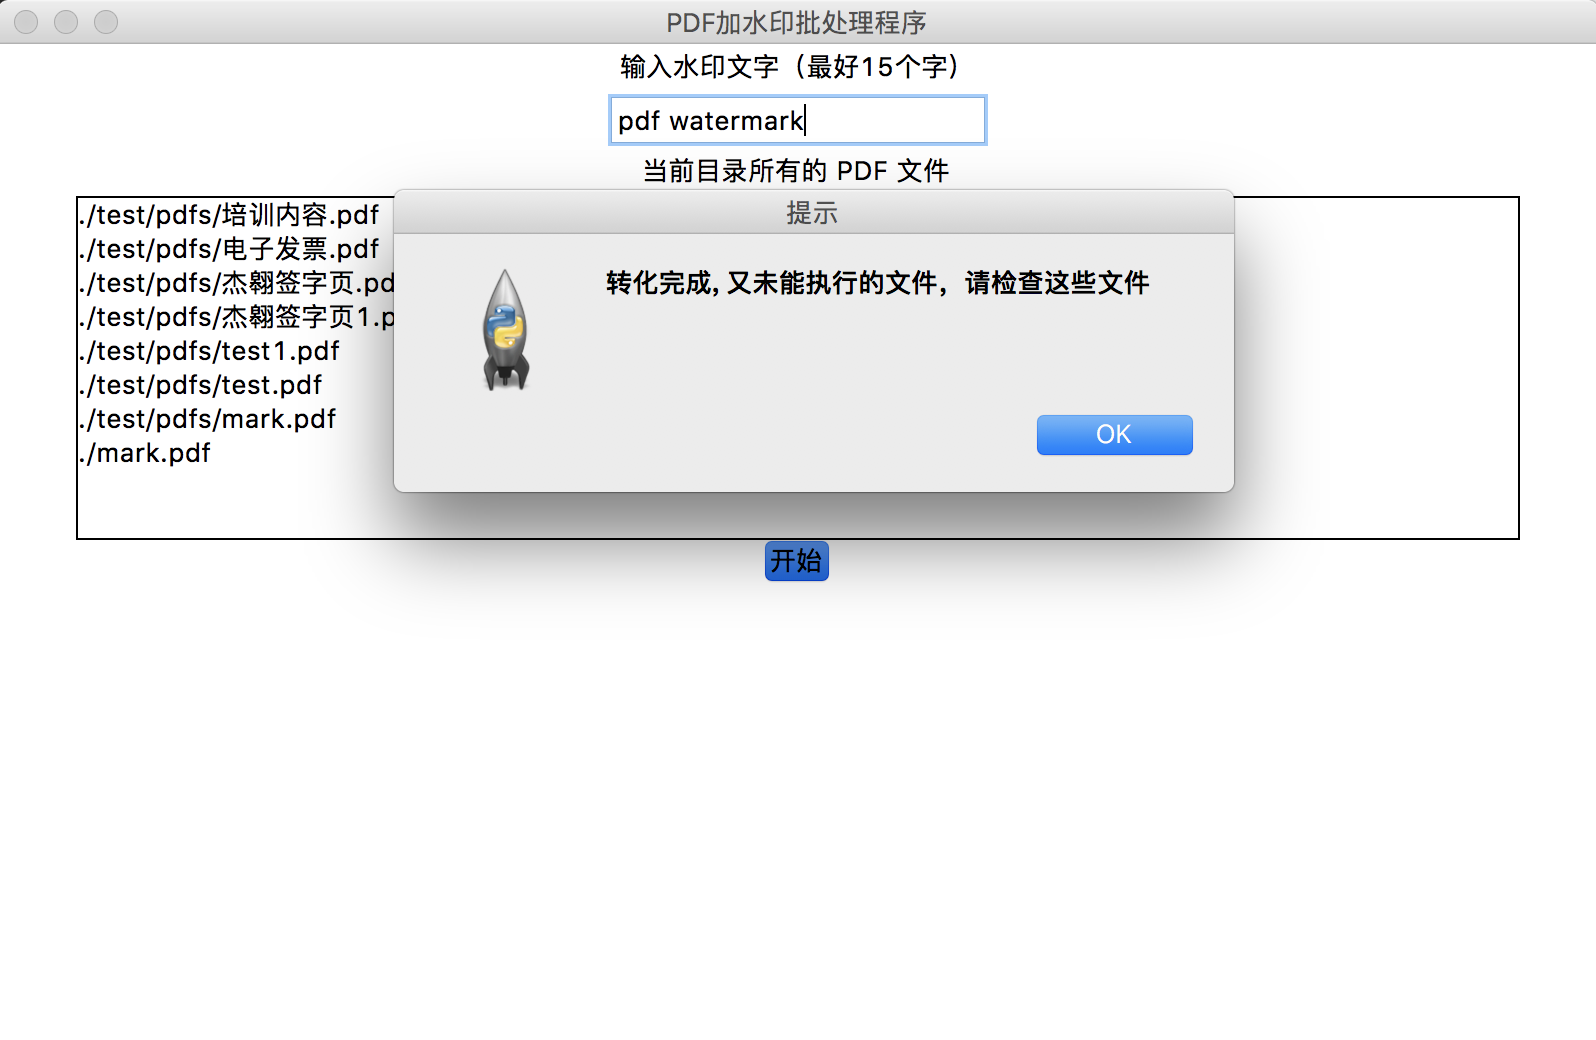 PDF加水印批处理程序
输入水印文字（最好15个字）
pdf watermark
当前目录所有的 PDF 文件
./test/pdfs/培训内容.pdf
./test/pdfs/电子发票.pdf
./test/pdfs/杰翱签字页.pd
./test/pdfs/杰翱签字页1.p
./test/pdfs/test1.pdf
./test/pdfs/test.pdf
./test/pdfs/mark.pdf
./mark.pdf
提示
转化完成, 又未能执行的文件，请检查这些文件
OK
开始